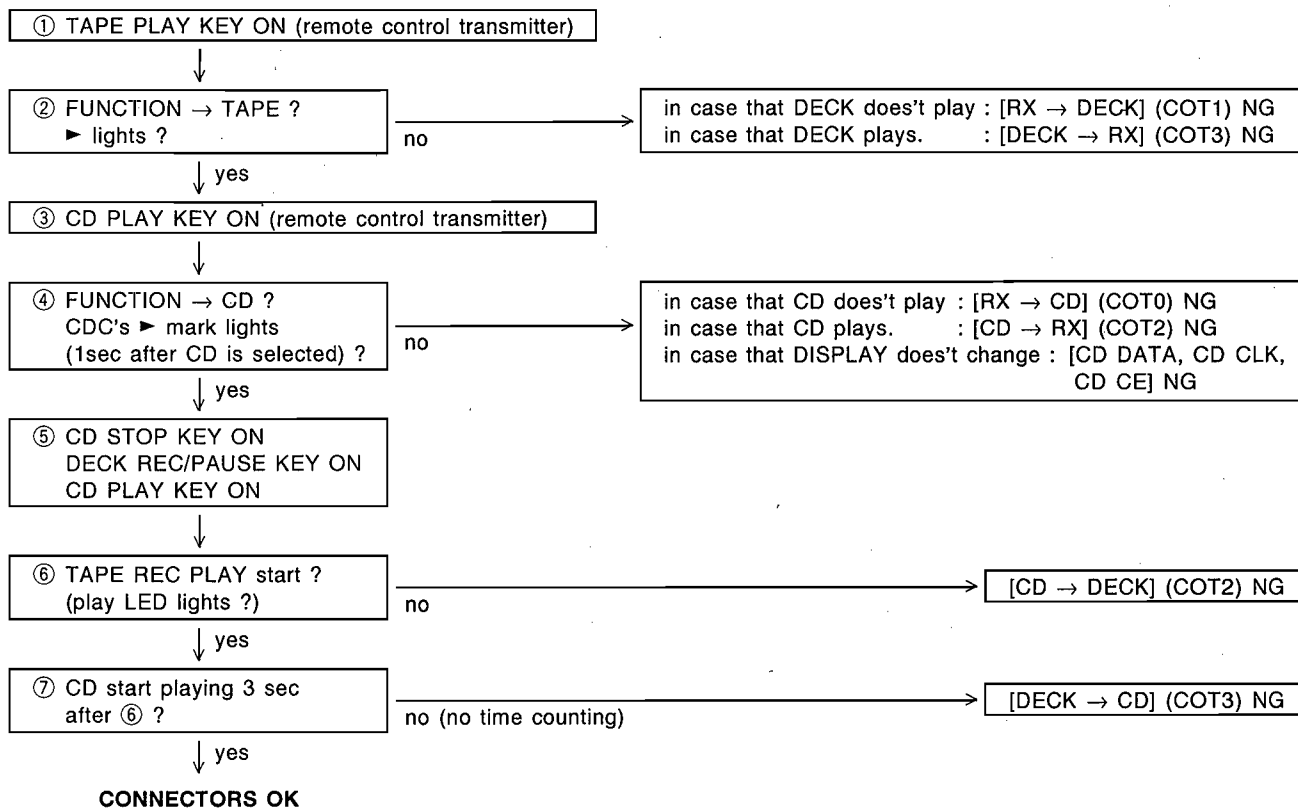 ① TAPE PLAY KEY ON (remote control transmitter)
② FUNCTION → TAPE ?
► lights ?
no
in case that DECK does't play : [RX → DECK] (COT1) NG
in case that DECK plays. : [DECK → RX] (COT3) NG
yes
③ CD PLAY KEY ON (remote control transmitter)
④ FUNCTION → CD ?
CDC's ► mark lights
(1sec after CD is selected) ?
no
in case that CD does't play : [RX → CD] (COT0) NG
in case that CD plays. : [CD → RX] (COT2) NG
in case that DISPLAY does't change : [CD DATA, CD CLK,
CD CE] NG
yes
⑤ CD STOP KEY ON
DECK REC/PAUSE KEY ON
CD PLAY KEY ON
⑥ TAPE REC PLAY start ?
(play LED lights ?)
no
[CD → DECK] (COT2) NG
yes
⑦ CD start playing 3 sec
after ⑥ ?
no (no time counting)
[DECK → CD] (COT3) NG
yes
CONNECTORS OK